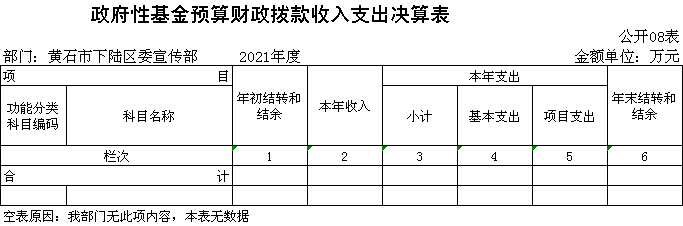 政府性基金预算财政拨款收入支出决算表
公开08表
部门：黄石市下陆区委宣传部 2021年度 金额单位：万元
项 目 年初结转和结余 本年收入 本年支出 年末结转和结余
功能分类科目编码 科目名称 小计 基本支出 项目支出
栏次 1 2 3 4 5 6
合 计
空表原因：我部门无此项内容，本表无数据